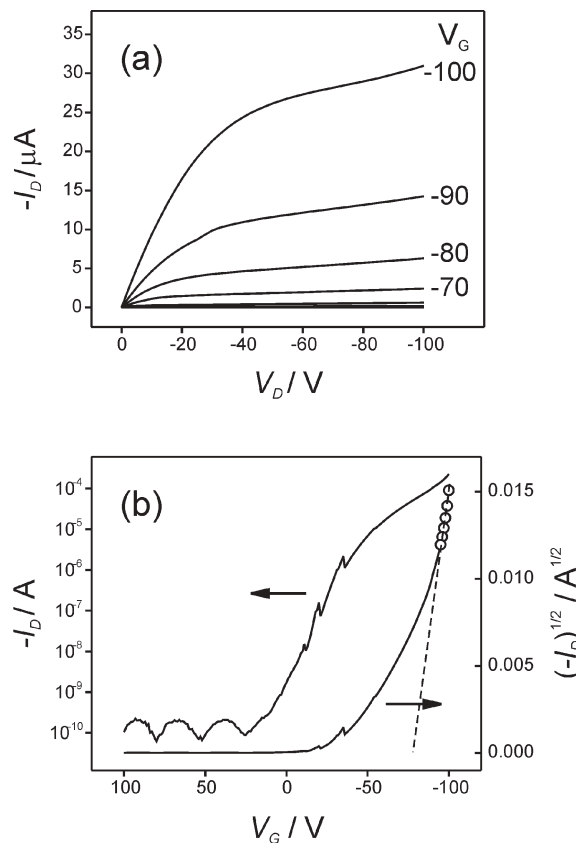 (a)
V_G
-100
-90
-80
-70
35
30
25
20
15
10
5
0
-I_D/μA
0 -20 -40 -60 -80 -100
V_D / V
(b)
10^-4
10^-5
10^-6
10^-7
10^-8
10^-9
10^-10
-I_D / A
0.015
0.010
0.005
0.000
(-I_D)^1/2 / A^1/2
100 50 0 -50 -100
V_G / V